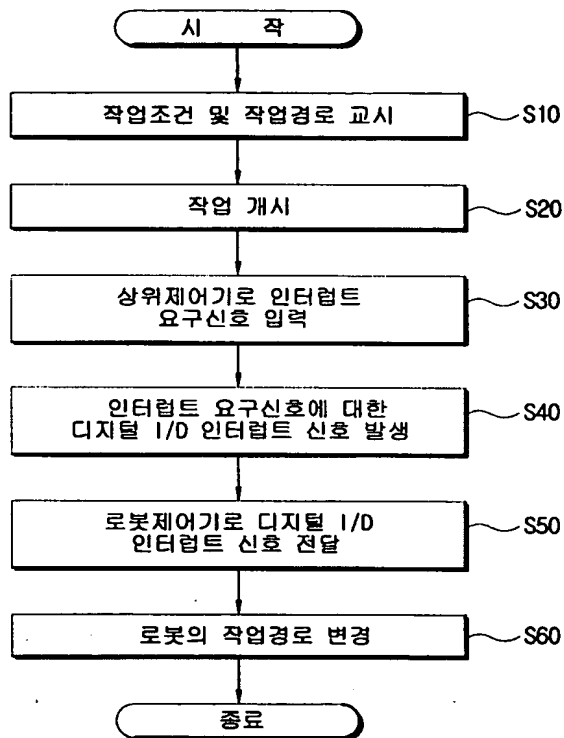 시 작
작업조건 및 작업경로 교시
S10
작업 개시
S20
상위제어기로 인터럽트
요구신호 입력
S30
인터럽트 요구신호에 대한
디지털 I/D 인터럽트 신호 발생
S40
로봇제어기로 디지털 I/D
인터럽트 신호 전달
S50
로봇의 작업경로 변경
S60
종료